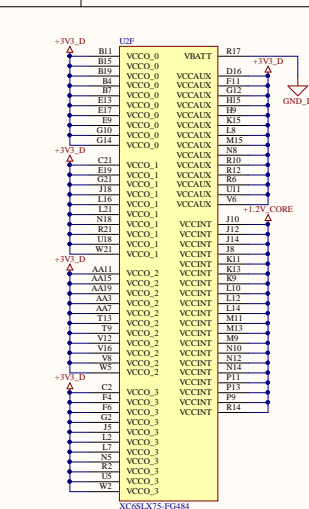 U2F
+3V3_D
B11 VCCO_0 VBATT R17
B15 VCCO_0
+3V3_D
B19 VCCO_0 VCCAUX D16
B4 VCCO_0 VCCAUX F11
B7 VCCO_0 VCCAUX G12
E13 VCCO_0 VCCAUX H15
E17 VCCO_0 VCCAUX H9
E9 VCCO_0 VCCAUX K15
G10 VCCO_0 VCCAUX L8
G14 VCCO_0 VCCAUX M15
VCCAUX N8
+3V3_D
C21 VCCO_1 VCCAUX R10
E19 VCCO_1 VCCAUX R12
G21 VCCO_1 VCCAUX R6
J18 VCCO_1 VCCAUX U11
L16 VCCO_1 VCCAUX V6
GND_D
L21 VCCO_1
+1.2V_CORE
N18 VCCO_1 VCCINT J10
R21 VCCO_1 VCCINT J12
U18 VCCO_1 VCCINT J14
W21 VCCO_1 VCCINT J8
+3V3_D
VCCINT K11
AA11 VCCO_2 VCCINT K13
AA15 VCCO_2 VCCINT K9
AA19 VCCO_2 VCCINT L10
AA3 VCCO_2 VCCINT L12
AA7 VCCO_2 VCCINT L14
T13 VCCO_2 VCCINT M11
T9 VCCO_2 VCCINT M13
V12 VCCO_2 VCCINT M9
V16 VCCO_2 VCCINT N10
V8 VCCO_2 VCCINT N12
W5 VCCO_2 VCCINT N14
+3V3_D
VCCINT P11
C2 VCCO_3 VCCINT P13
F4 VCCO_3 VCCINT P9
F6 VCCO_3 VCCINT R14
G2 VCCO_3
J5 VCCO_3
L2 VCCO_3
L7 VCCO_3
N5 VCCO_3
R2 VCCO_3
U5 VCCO_3
W2 VCCO_3
XC6SLX75-FG484